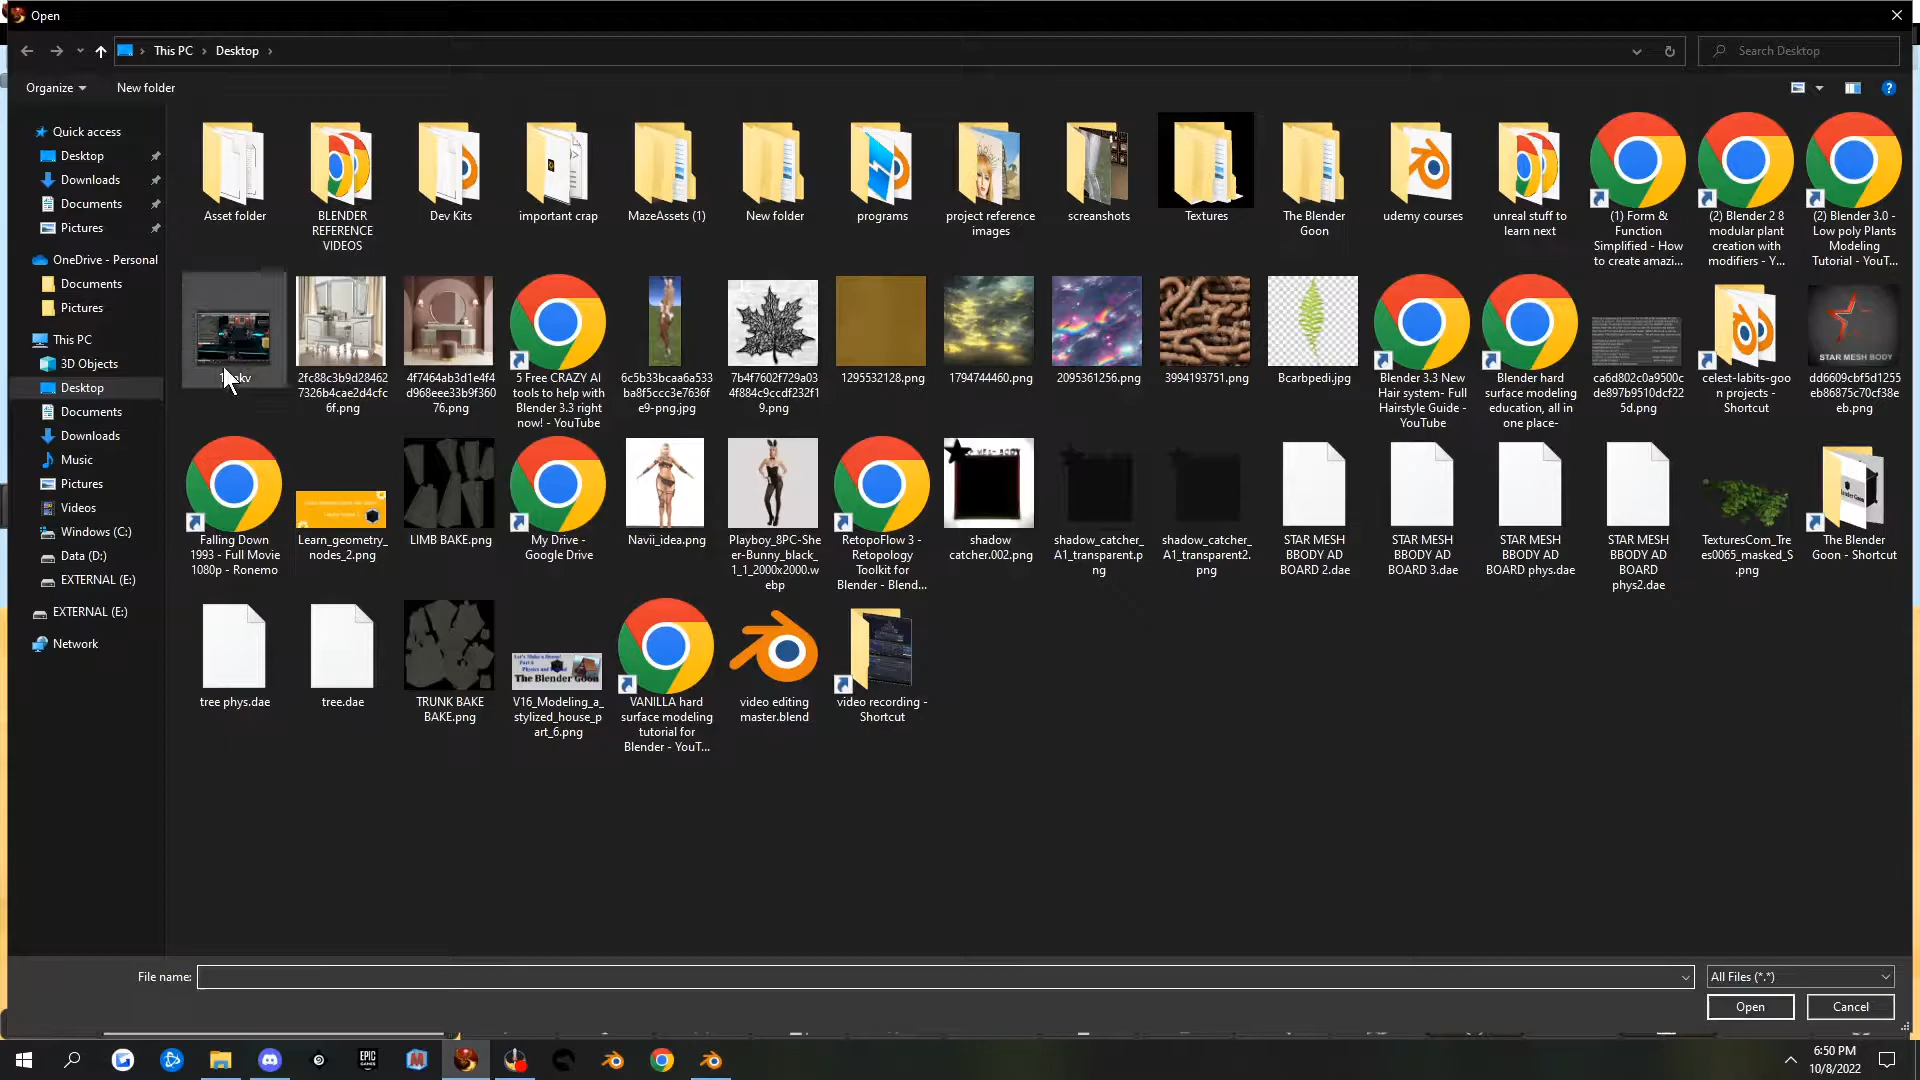 Open
This PC
Desktop
Search Desktop
Organize
New folder
Quick access
Desktop
Downloads
Documents
Pictures
OneDrive - Personal
Documents
Pictures
This PC
3D Objects
Desktop
Documents
Downloads
Music
Pictures
Videos
Windows (C:)
Data (D:)
EXTERNAL (E:)
EXTERNAL (E:)
Network
Asset folder
BLENDER
REFERENCE
VIDEOS
Dev Kits
important crap
MazeAssets (1)
New folder
programs
project reference
images
screanshots
Textures
The Blender
Goon
udemy courses
unreal stuff to
learn next
(1) Form &
Function
Simplified - How
to create amazi...
(2) Blender 2 8
modular plant
creation with
modifiers - Y...
(2) Blender 3.0 -
Low poly Plants
Modeling
Tutorial - YouT...
2fc88c3b9d28462
7326b4cae2d4cfc
6f.png
4f7464ab3d1e4f4
d968eee33b9f360
76.png
5 Free CRAZY AI
tools to help with
Blender 3.3 right
now! - YouTube
6c5b33bcaa6a533
ba8f5ccc3e7636f
e9-png.jpg
7b4f7602f729a03
4f884c9ccdf232f1
9.png
1295532128.png
1794744460.png
2095361256.png
3994193751.png
Bcarbpedi.jpg
Blender 3.3 New
Hair system- Full
Hairstyle Guide -
YouTube
Blender hard
surface modeling
education, all in
one place-
ca6d802c0a9500c
de897b9510dcf22
5d.png
celest-labits-goo
n projects -
Shortcut
STAR MESH BODY
dd6609cbf5d1255
eb86875c70cf38e
eb.png
Falling Down
1993 - Full Movie
1080p - Ronemo
Learn_geometry_
nodes_2.png
LIMB BAKE.png
My Drive -
Google Drive
Navii_idea.png
Playboy_8PC-She
er-Bunny_black_
1_1_2000x2000.w
ebp
RetopoFlow 3 -
Retopology
Toolkit for
Blender - Blend...
shadow
catcher.002.png
shadow_catcher_
A1_transparent.p
ng
shadow_catcher_
A1_transparent2.
png
STAR MESH
BBODY AD
BOARD 2.dae
STAR MESH
BBODY AD
BOARD 3.dae
STAR MESH
BBODY AD
BOARD phys.dae
STAR MESH
BBODY AD
BOARD
phys2.dae
TexturesCom_Tre
es0065_masked_S
.png
The Blender
Goon - Shortcut
tree phys.dae
tree.dae
TRUNK BAKE
BAKE.png
The Blender Goon
V16_Modeling_a_
stylized_house_p
art_6.png
VANILLA hard
surface modeling
tutorial for
Blender - YouT...
video editing
master.blend
video recording -
Shortcut
File name:
All Files (*.*)
Open
Cancel
EPIC
GAMES
6:50 PM
10/8/2022